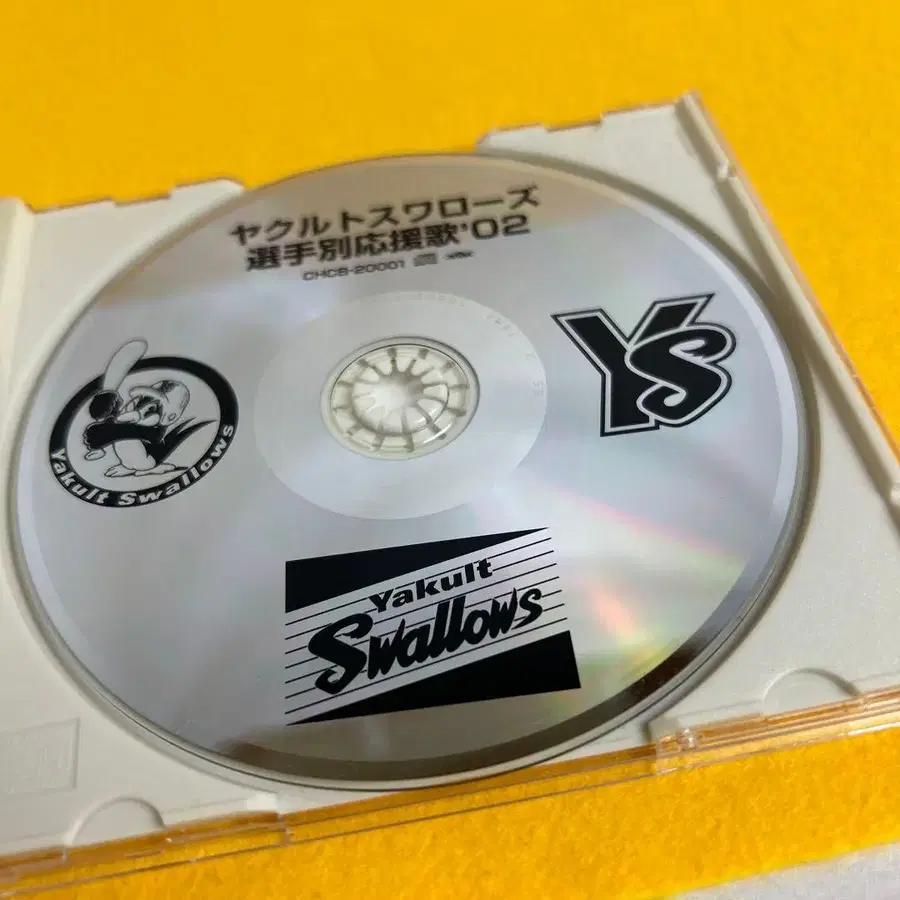 ヤクルトスワローズ
選手別応援歌'02
CHCB-20001
YS
Yakult Swallows
Yakult
Swallows